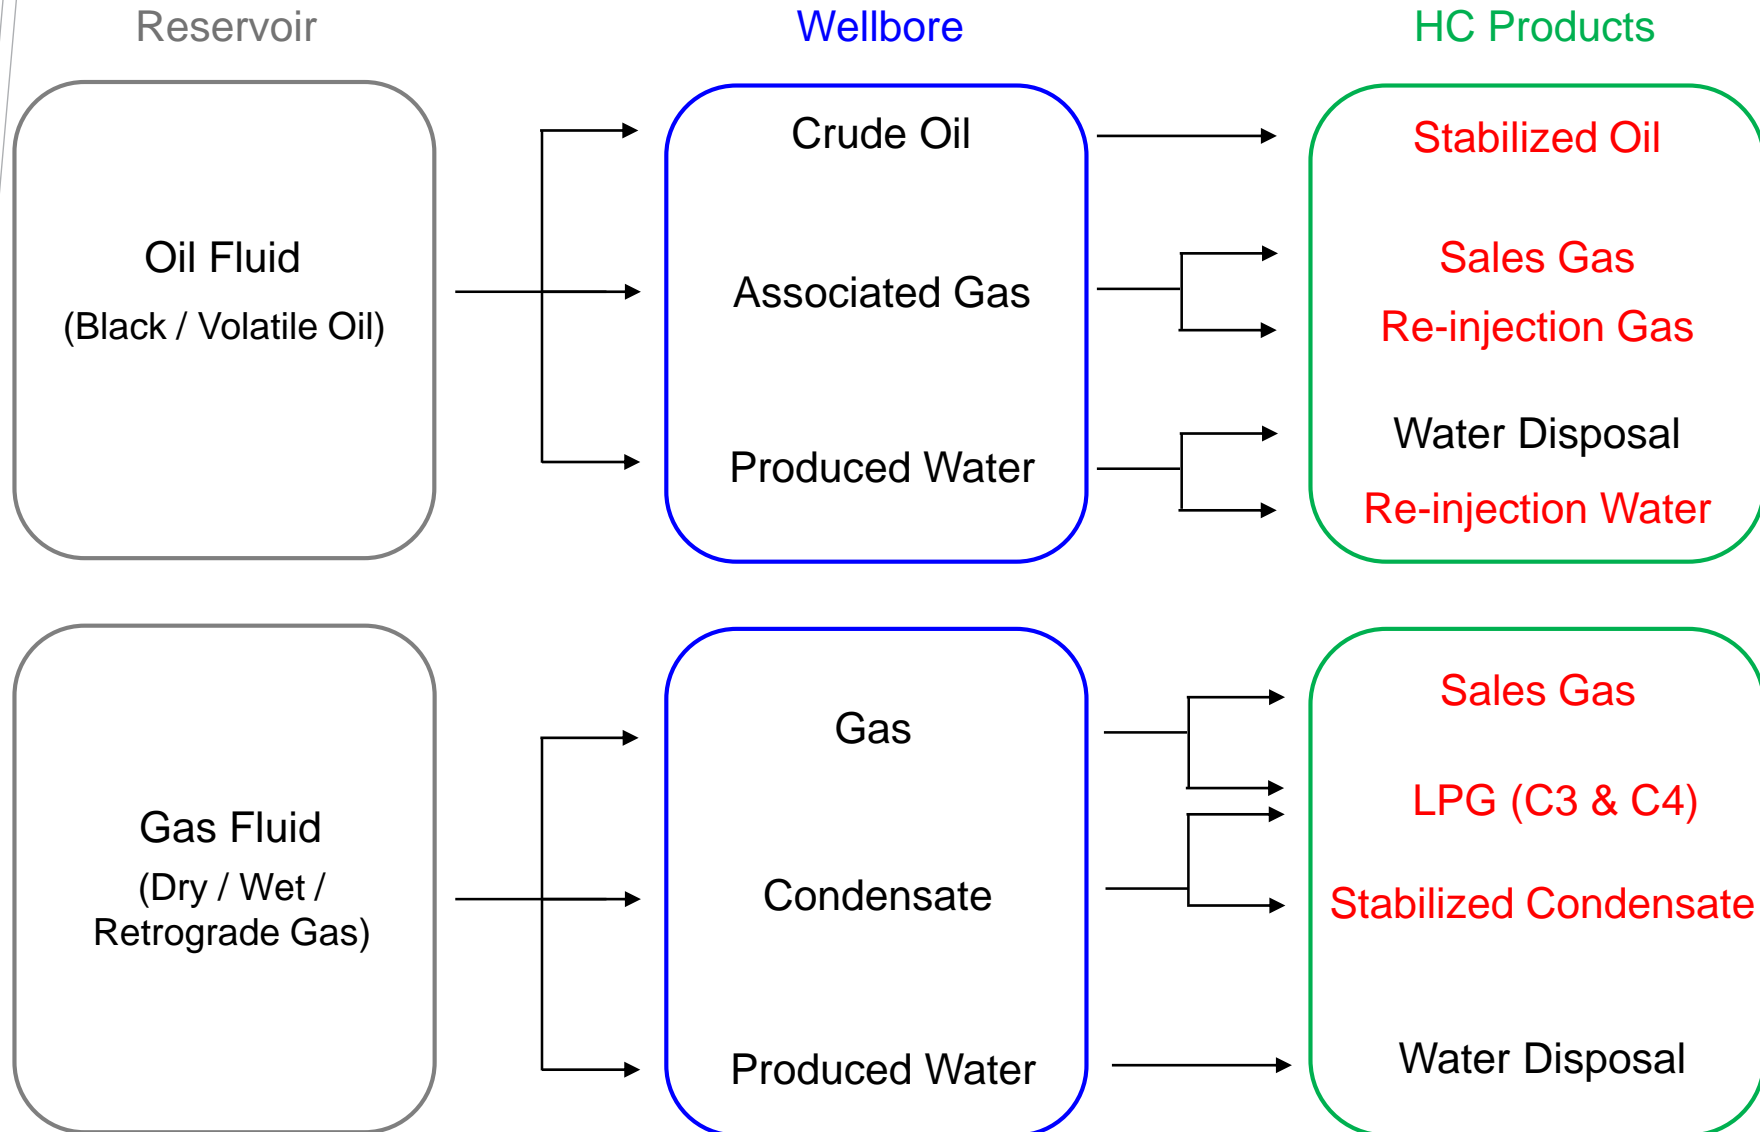 Reservoir
Wellbore
HC Products
Oil Fluid
(Black / Volatile Oil)
Crude Oil
Associated Gas
Produced Water
Stabilized Oil
Sales Gas
Re-injection Gas
Water Disposal
Re-injection Water
Gas Fluid
(Dry / Wet /
Retrograde Gas)
Gas
Condensate
Produced Water
Sales Gas
LPG (C3 & C4)
Stabilized Condensate
Water Disposal